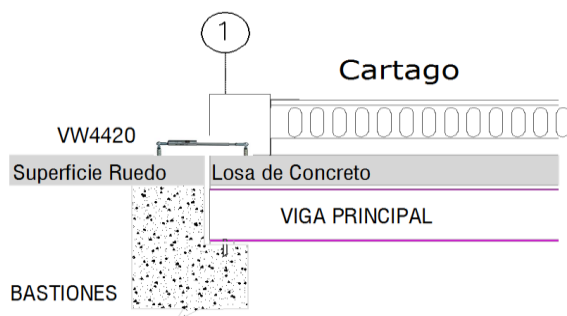 1
Cartago
VW4420
Superficie Ruedo
Losa de Concreto
VIGA PRINCIPAL
BASTIONES